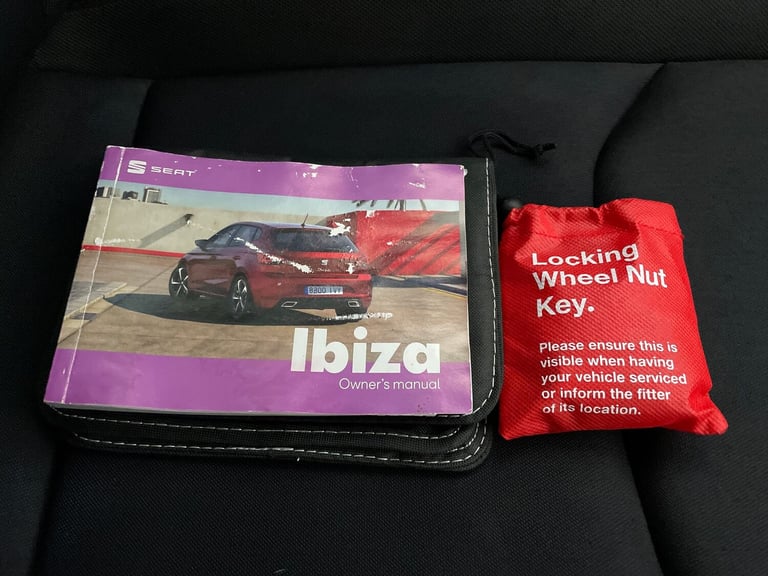 SEAT
Ibiza
Owner's manual
Locking
Wheel Nut
Key.
Please ensure this is
visible when having
your vehicle serviced
or inform the fitter
of its location.